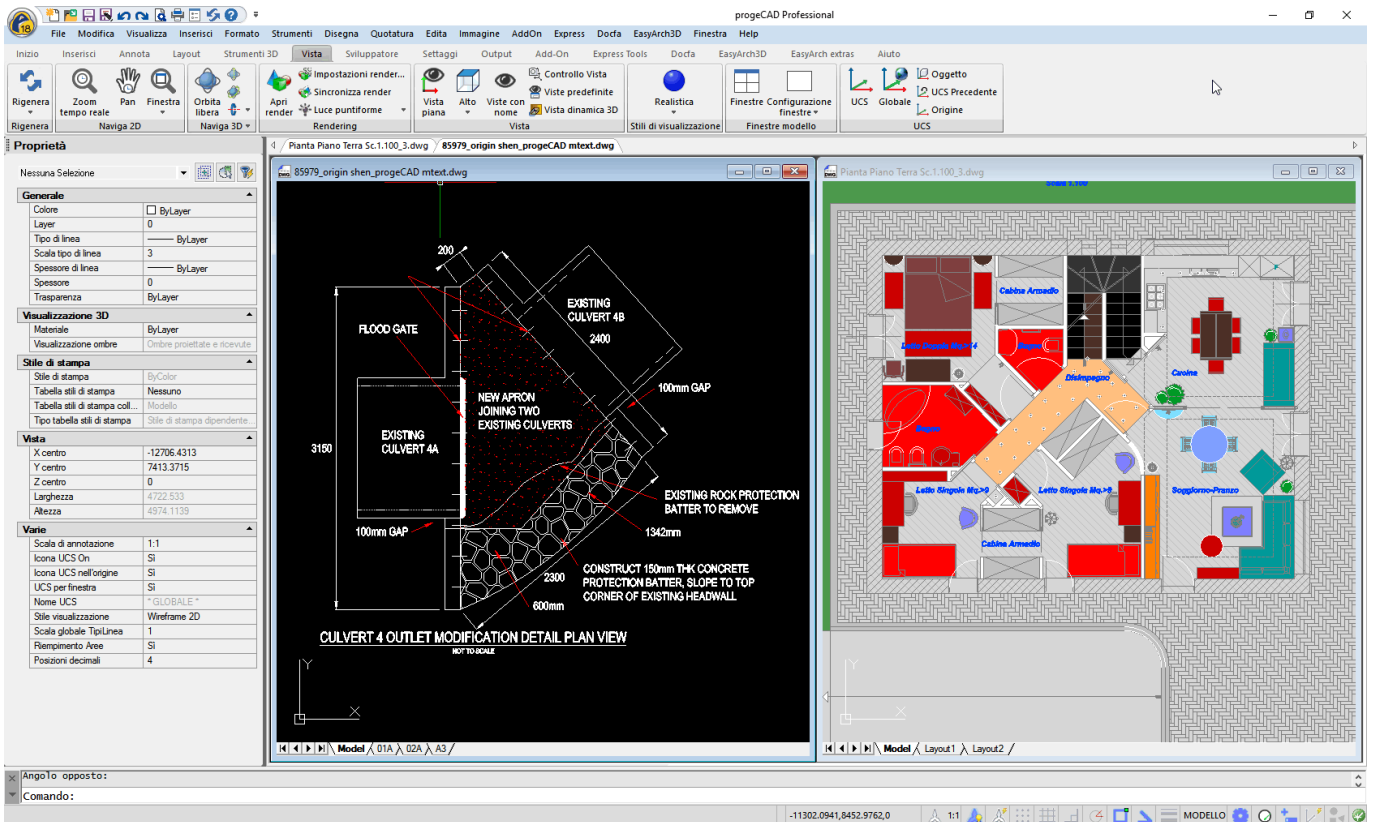 progeCAD Professional
18
File Modifica Visualizza Inserisci Formato Strumenti Disegna Quotatura Edita Immagine AddOn Express Docfa EasyArch3D Finestra Help
Inizio Inserisci Annota Layout Strumenti 3D Vista Sviluppatore Settaggi Output Add-On Express Tools Docfa EasyArch3D EasyArch extras Aiuto
Rigenera
Zoom
tempo reale
Pan
Finestra
Orbita
libera
Apri
render
Impostazioni render...
Sincronizza render
Luce puntiforme
Vista
piana
Alto
Viste con
nome
Controllo Vista
Viste predefinite
Vista dinamica 3D
Realistica
Finestre
Configurazione
finestre
UCS
Globale
Oggetto
UCS Precedente
Origine
Rigenera Naviga 2D Naviga 3D Rendering Vista Stili di visualizzazione Finestre modello UCS
Proprietà
Nessuna Selezione
Generale
Colore ByLayer
Layer 0
Tipo di linea ByLayer
Scala tipo di linea 3
Spessore di linea ByLayer
Spessore 0
Trasparenza ByLayer
Visualizzazione 3D
Materiale ByLayer
Visualizzazione ombre Ombre proiettate e ricevute
Stile di stampa
Stile di stampa ByColor
Tabella stili di stampa Nessuno
Tabella stili di stampa coll... Modello
Tipo tabella stili di stampa Stile di stampa dipendente...
Vista
X centro -12706.4313
Y centro 7413.3715
Z centro 0
Larghezza 4722.533
Altezza 4974.1139
Varie
Scala di annotazione 1:1
Icona UCS On Sì
Icona UCS nell'origine Sì
UCS per finestra Sì
Nome UCS * GLOBALE *
Stile visualizzazione Wireframe 2D
Scala globale TipiLinea 1
Riempimento Aree Sì
Posizioni decimali 4
Pianta Piano Terra Sc.1.100_3.dwg 85979_origin shen_progeCAD mtext.dwg
85979_origin shen_progeCAD mtext.dwg
200
EXISTING
CULVERT 4B
2400
FLOOD GATE
100mm GAP
NEW APRON
JOINING TWO
EXISTING CULVERTS
EXISTING
CULVERT 4A
3150
EXISTING ROCK PROTECTION
BATTER TO REMOVE
100mm GAP
1342mm
2300
CONSTRUCT 150mm THK CONCRETE
PROTECTION BATTER, SLOPE TO TOP
CORNER OF EXISTING HEADWALL
600mm
CULVERT 4 OUTLET MODIFICATION DETAIL PLAN VIEW
NOT TO SCALE
Y
X
Model 01A 02A A3
Pianta Piano Terra Sc.1.100_3.dwg
Scala 1.100
Cabina Armadio
Disimpegno
Cucina
Letto Singolo Mq.>9
Letto Singolo Mq.>9
Soggiorno-Pranzo
Cabina Armadio
Y
X
Model Layout1 Layout2
Angolo opposto:
Comando:
-11302.0941,8452.9762,0 1:1 MODELLO